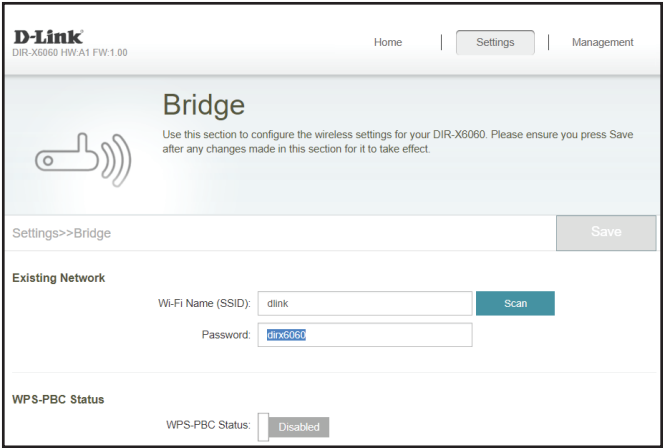 D-Link
DIR-X6060 HW:A1 FW:1.00
Home | Settings | Management
Bridge
Use this section to configure the wireless settings for your DIR-X6060. Please ensure you press Save
after any changes made in this section for it to take effect.
Settings>>Bridge
Save
Existing Network
Wi-Fi Name (SSID): dlink Scan
Password: dirx6060
WPS-PBC Status
WPS-PBC Status: Disabled